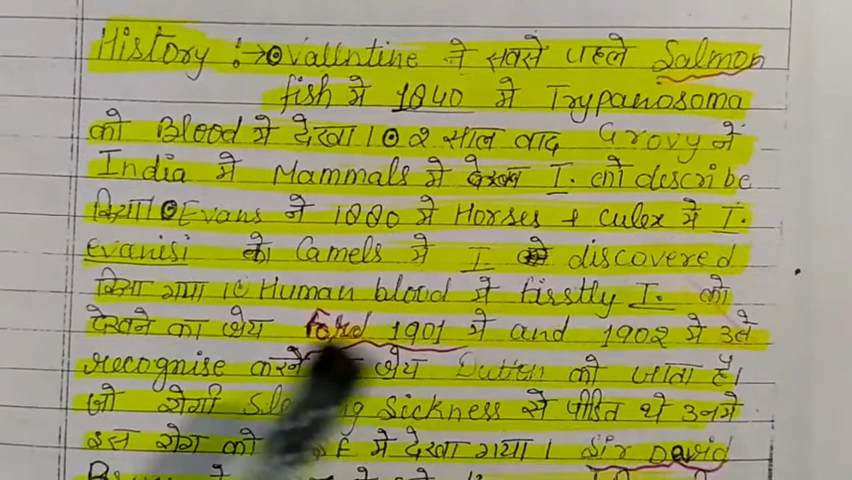 History :→⊙ Vallntine ने सबसे पहले Salmon
fish में 1840 में Trypanosoma
को Blood में देखा। ⊙ 2 साल वाद Grovy ने
India में Mammals में I. को describe
किया। ⊙ Evans ने 1880 में Horses + Culex में I.
evanisi को Camels में I discovered
किया गया। Human blood में firstly I. को
देखने का श्रेय Ford 1901 में and 1902 में उसे
recognise करने श्रेय Dutton को जाता है।
जो रोगी Sleeping Sickness से पीडित थे उनमें
इस रोग को में देखा गया। Sir David